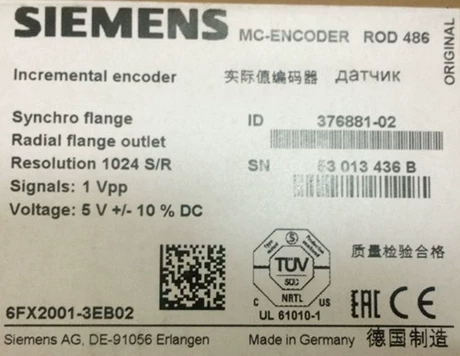 SIEMENS MC-ENCODER ROD 486
ORIGINAL
Incremental encoder 实际值编码器 датчик
Synchro flange ID 376881-02
Radial flange outlet
Resolution 1024 S/R SN 53 013 436 B
Signals: 1 Vpp
Voltage: 5 V +/- 10 % DC
质量检验合格
TÜV
C NRTL US
6FX2001-3EB02 UL 61010-1 EAC CE
Siemens AG, DE-91056 Erlangen Made in Germany 德国制造